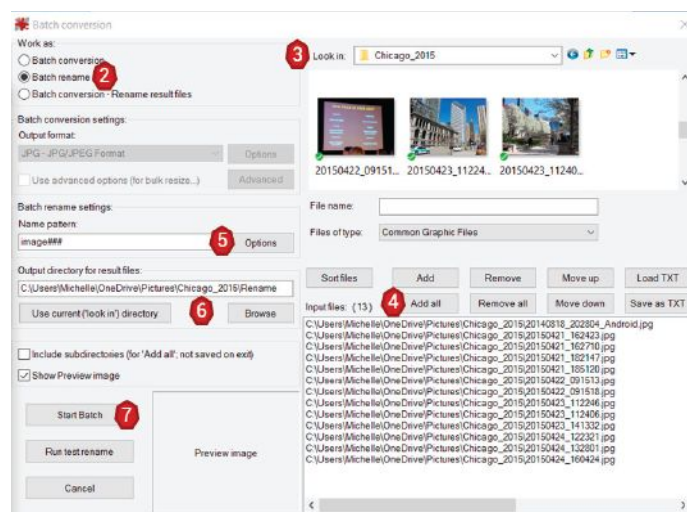 Batch conversion
Work as:
Batch conversion
Batch rename
2
Batch conversion - Rename result files
Batch conversion settings:
Output format:
JPG - JPG/JPEG Format
Options
Use advanced options (for bulk resize...)
Advanced
Batch rename settings:
Name pattern:
image###
5
Options
Output directory for result files:
C:\Users\Michelle\OneDrive\Pictures\Chicago_2015\Rename
Use current ('look in') directory
6
Browse
Include subdirectories (for 'Add all'; not saved on exit)
Show Preview image
Start Batch
7
Run test rename
Cancel
Preview image
3
Look in:
Chicago_2015
20150422_09151...
20150423_11224...
20150423_11240...
File name:
Files of type:
Common Graphic Files
Sort files
Add
Remove
Move up
Load TXT
Input files: (13)
4
Add all
Remove all
Move down
Save as TXT
C:\Users\Michelle\OneDrive\Pictures\Chicago_2015\20140818_202804_Android.jpg
C:\Users\Michelle\OneDrive\Pictures\Chicago_2015\20150421_162423.jpg
C:\Users\Michelle\OneDrive\Pictures\Chicago_2015\20150421_162710.jpg
C:\Users\Michelle\OneDrive\Pictures\Chicago_2015\20150421_182147.jpg
C:\Users\Michelle\OneDrive\Pictures\Chicago_2015\20150421_185120.jpg
C:\Users\Michelle\OneDrive\Pictures\Chicago_2015\20150422_091513.jpg
C:\Users\Michelle\OneDrive\Pictures\Chicago_2015\20150422_091518.jpg
C:\Users\Michelle\OneDrive\Pictures\Chicago_2015\20150423_112246.jpg
C:\Users\Michelle\OneDrive\Pictures\Chicago_2015\20150423_112406.jpg
C:\Users\Michelle\OneDrive\Pictures\Chicago_2015\20150423_141332.jpg
C:\Users\Michelle\OneDrive\Pictures\Chicago_2015\20150424_122321.jpg
C:\Users\Michelle\OneDrive\Pictures\Chicago_2015\20150424_132801.jpg
C:\Users\Michelle\OneDrive\Pictures\Chicago_2015\20150424_160424.jpg